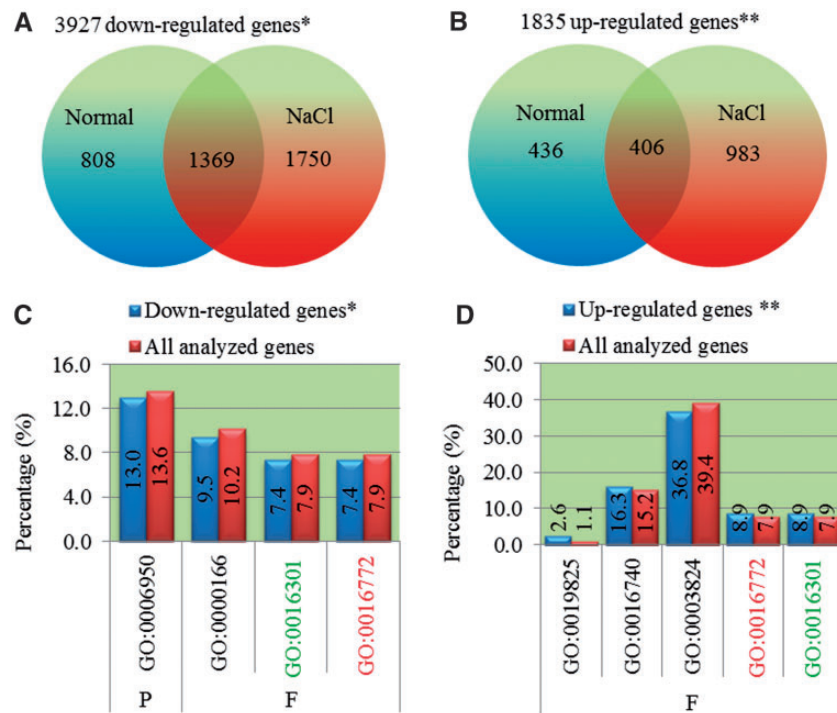 A
3927 down-regulated genes*
Normal
NaCl
808
1369
1750
B
1835 up-regulated genes**
Normal
NaCl
436
406
983
C
Down-regulated genes*
All analyzed genes
Percentage (%)
16.0
12.0
8.0
4.0
0.0
13.0
13.6
9.5
10.2
7.4
7.9
7.4
7.9
GO:0006950
GO:0000166
GO:0016301
GO:0016772
P
F
D
Up-regulated genes **
All analyzed genes
Percentage (%)
50.0
40.0
30.0
20.0
10.0
0.0
2.6
1.1
16.3
15.2
36.8
39.4
8.9
7.9
8.9
7.9
GO:0019825
GO:0016740
GO:0003824
GO:0016772
GO:0016301
F